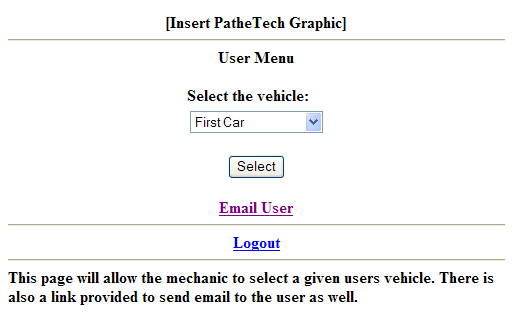 [Insert PatheTech Graphic]
User Menu
Select the vehicle:
First Car
Select
Email User
Logout
This page will allow the mechanic to select a given users vehicle. There is
also a link provided to send email to the user as well.